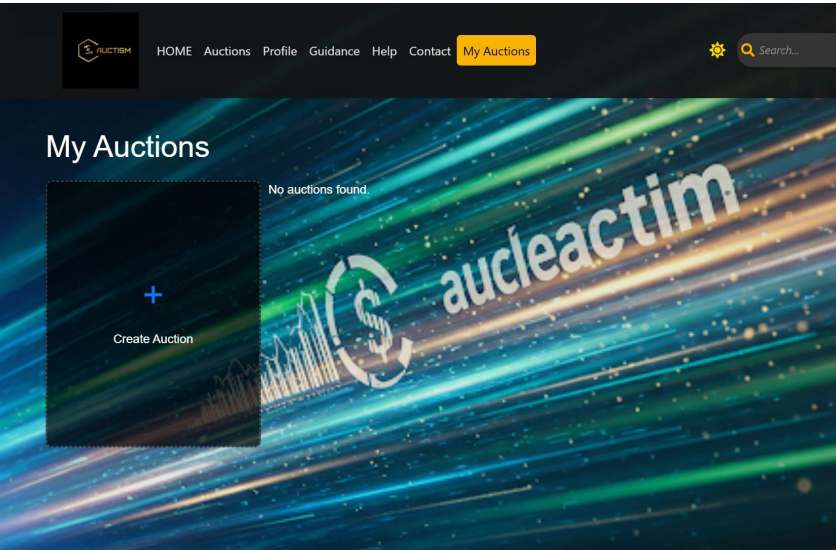 AUCTISM
HOME Auctions Profile Guidance Help Contact My Auctions
Search...
My Auctions
No auctions found.
aucleactim
$
+
Create Auction